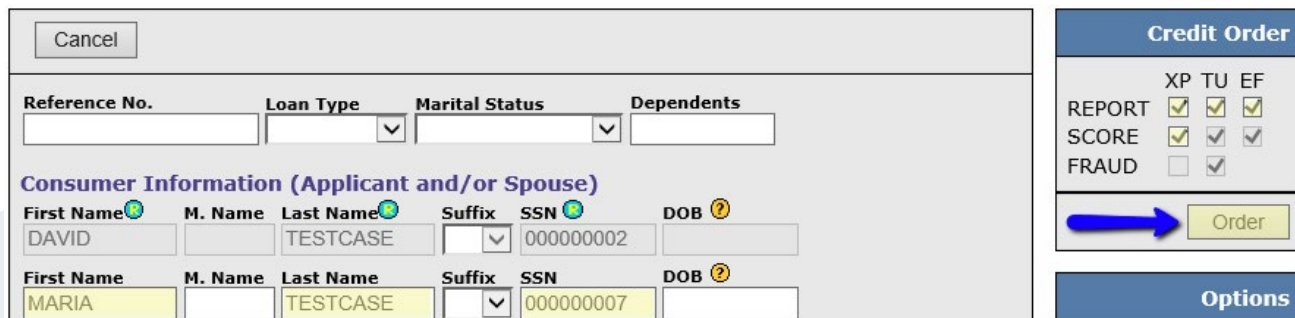 Cancel
Reference No. Loan Type Marital Status Dependents
Consumer Information (Applicant and/or Spouse)
First Name R M. Name Last Name R Suffix SSN R DOB ?
DAVID TESTCASE 000000002
First Name M. Name Last Name Suffix SSN DOB ?
MARIA TESTCASE 000000007
Credit Order
XP TU EF
REPORT
SCORE
FRAUD
Order
Options